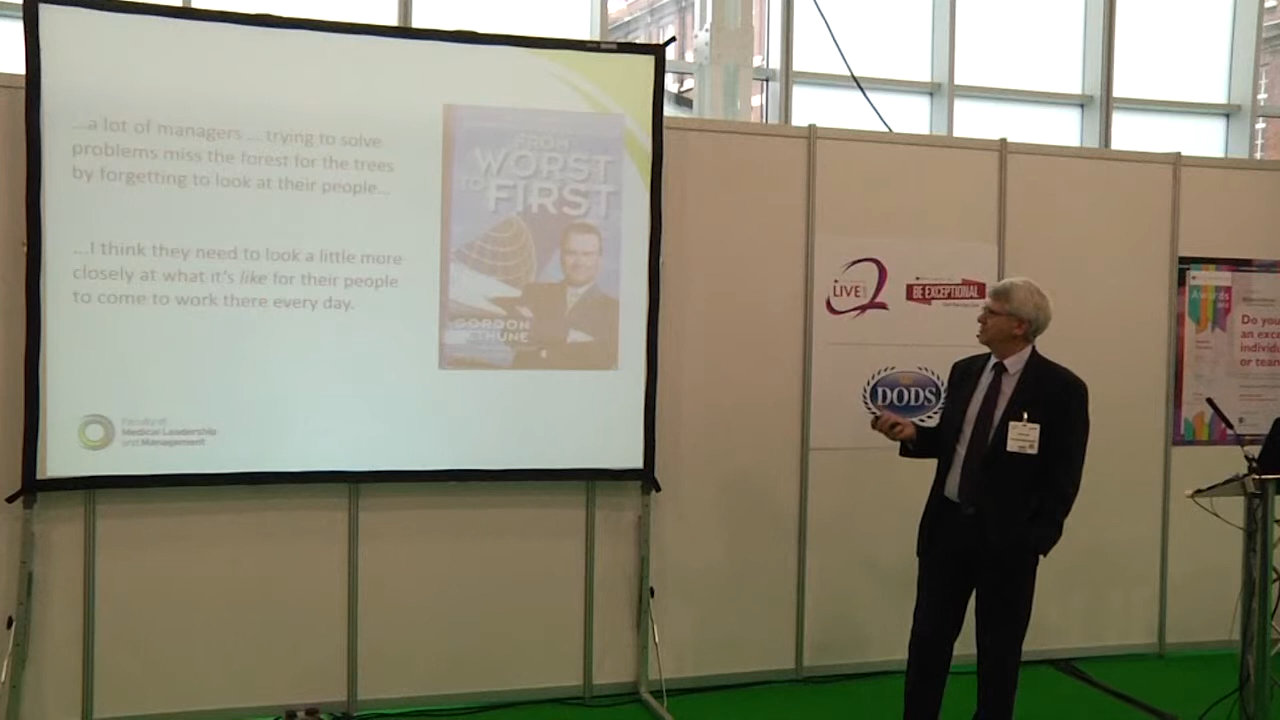 ...a lot of managers ....trying to solve
problems miss the forest for the trees
by forgetting to look at their people...
...I think they need to look a little more
closely at what it's like for their people
to come to work there every day.
FROM
WORST
TO
FIRST
GORDON
BETHUNE
Faculty of
Medical Leadership
and Management
LIVE
BE EXCEPTIONAL
DODS
Awards
Do you
an exce
individu
or team